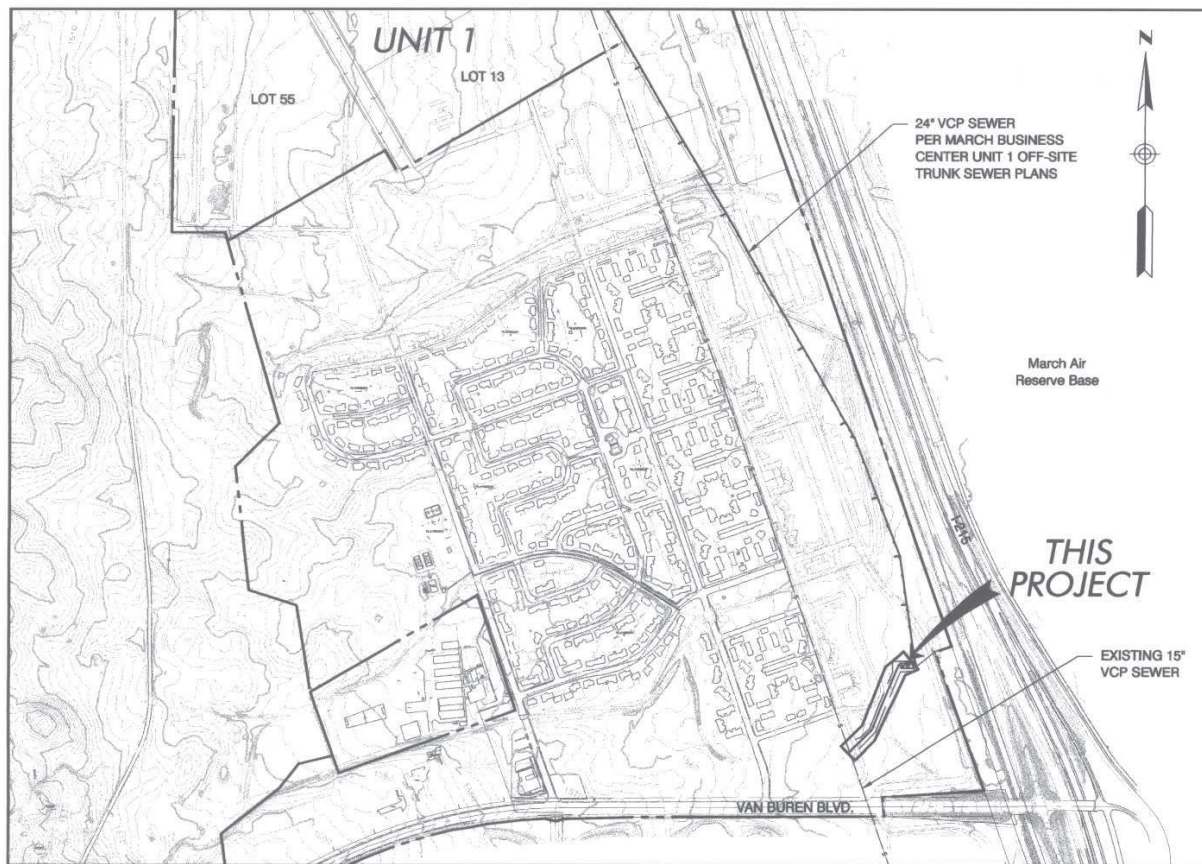 UNIT 1
LOT 13
LOT 55
N
24" VCP SEWER
PER MARCH BUSINESS
CENTER UNIT 1 OFF-SITE
TRUNK SEWER PLANS
March Air
Reserve Base
I-215
THIS
PROJECT
EXISTING 15"
VCP SEWER
VAN BUREN BLVD.